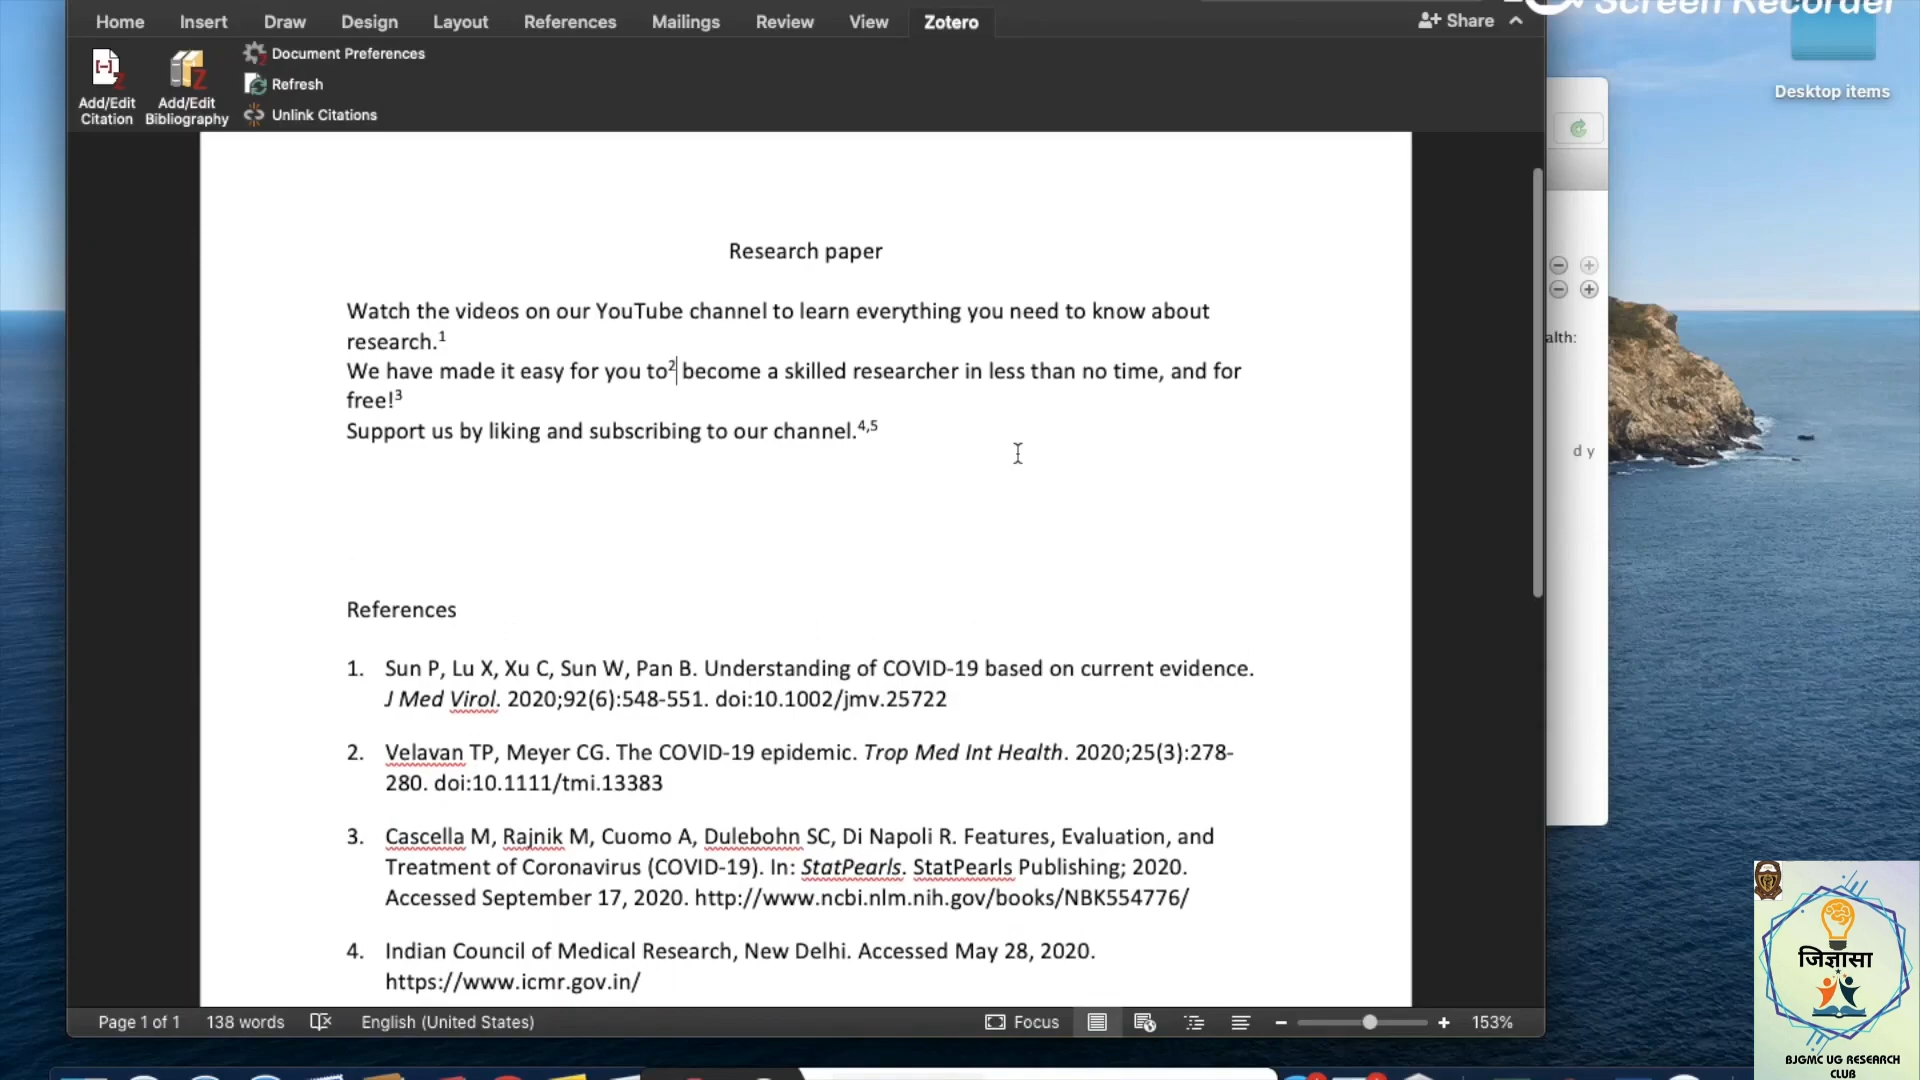 Screen Recorder
Home Insert Draw Design Layout References Mailings Review View Zotero Share
Document Preferences
Refresh
Unlink Citations
Add/Edit Citation
Add/Edit Bibliography
Desktop items
Research paper
Watch the videos on our YouTube channel to learn everything you need to know about
research.1
We have made it easy for you to2 become a skilled researcher in less than no time, and for
free!3
Support us by liking and subscribing to our channel.4,5
alth:
d y
References
1. Sun P, Lu X, Xu C, Sun W, Pan B. Understanding of COVID-19 based on current evidence.
J Med Virol. 2020;92(6):548-551. doi:10.1002/jmv.25722
2. Velavan TP, Meyer CG. The COVID-19 epidemic. Trop Med Int Health. 2020;25(3):278-
280. doi:10.1111/tmi.13383
3. Cascella M, Rajnik M, Cuomo A, Dulebohn SC, Di Napoli R. Features, Evaluation, and
Treatment of Coronavirus (COVID-19). In: StatPearls. StatPearls Publishing; 2020.
Accessed September 17, 2020. http://www.ncbi.nlm.nih.gov/books/NBK554776/
4. Indian Council of Medical Research, New Delhi. Accessed May 28, 2020.
https://www.icmr.gov.in/
Page 1 of 1 138 words English (United States) Focus 153%
जिज्ञासा
BJGMC UG RESEARCH
CLUB